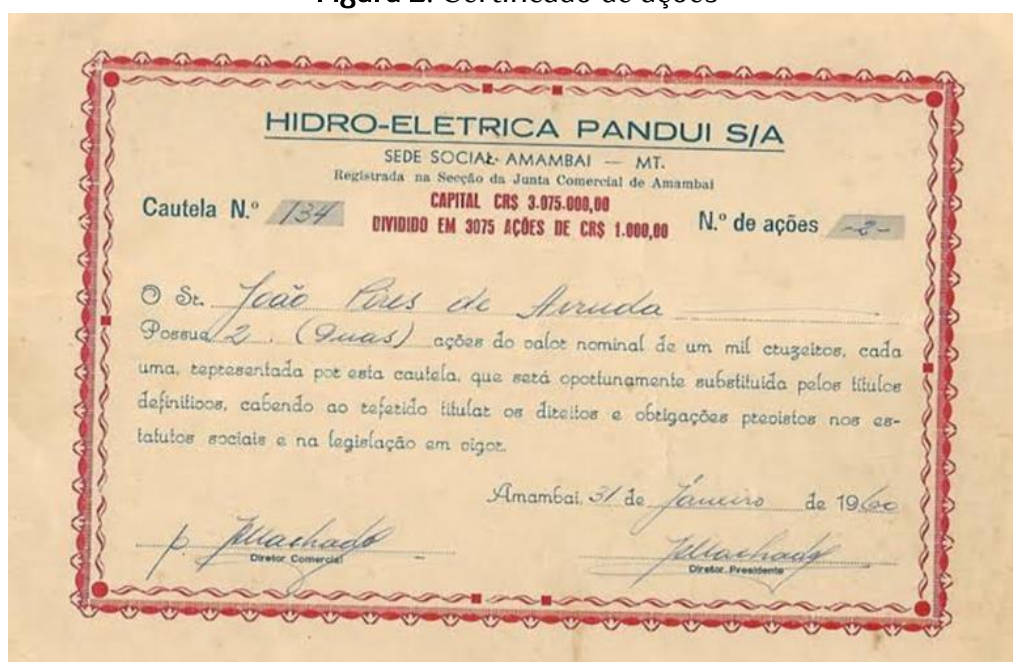 Figura 2. Certificado de ações
HIDRO-ELETRICA PANDUI S/A
SEDE SOCIAL- AMAMBAI — MT.
Registrada na Secção da Junta Comercial de Amambai
CAPITAL CR$ 3.075.000,00
Cautela N.º 134
DIVIDIDO EM 3075 AÇÕES DE CR$ 1.000,00
N.º de ações -2-
O Sr. João Pires de Arruda
Possue 2. (Duas) ações do valor nominal de um mil cruzeiros, cada
uma, representada por esta cautela, que será oportunamente substituida pelos títulos
definitivos, cabendo ao referido titular os direitos e obrigações previstos nos es-
tatutos sociais e na legislação em vigor.
Amambai, 31 de Janeiro de 1960
p. JMachado
Diretor Comercial
JMachado
Diretor Presidente